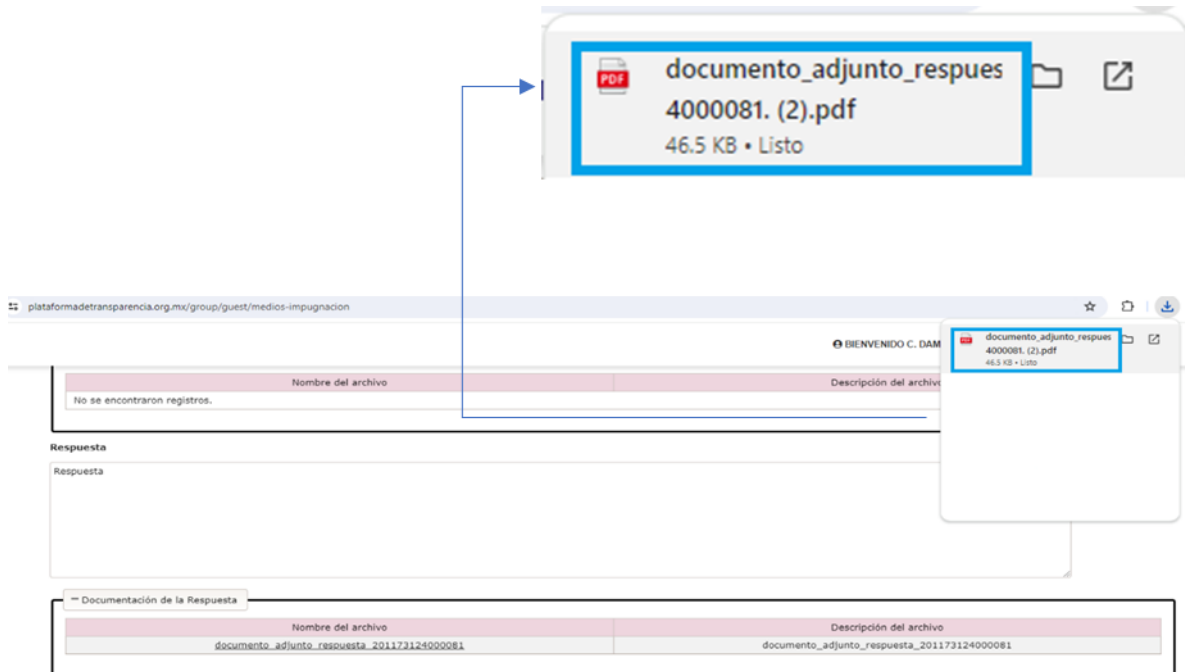 PDF
documento_adjunto_respues
4000081. (2).pdf
46.5 KB • Listo
plataformadetransparencia.org.mx/group/guest/medios-impugnacion
BIENVENIDO C. DAM
documento_adjunto_respues
4000081. (2).pdf
46.5 KB • Listo
Nombre del archivo Descripción del archivo
No se encontraron registros.
Respuesta
Respuesta
Documentación de la Respuesta
Nombre del archivo Descripción del archivo
documento_adjunto_respuesta_201173124000081 documento_adjunto_respuesta_201173124000081